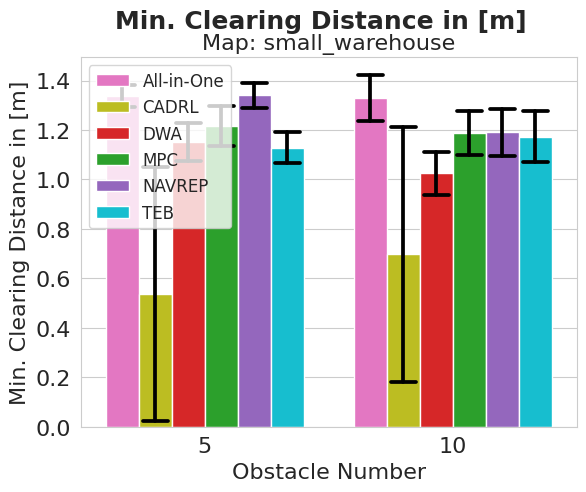 Min. Clearing Distance in [m]
Map: small_warehouse
Min. Clearing Distance in [m]
1.4
1.2
1.0
0.8
0.6
0.4
0.2
0.0
All-in-One
CADRL
DWA
MPC
NAVREP
TEB
5
10
Obstacle Number